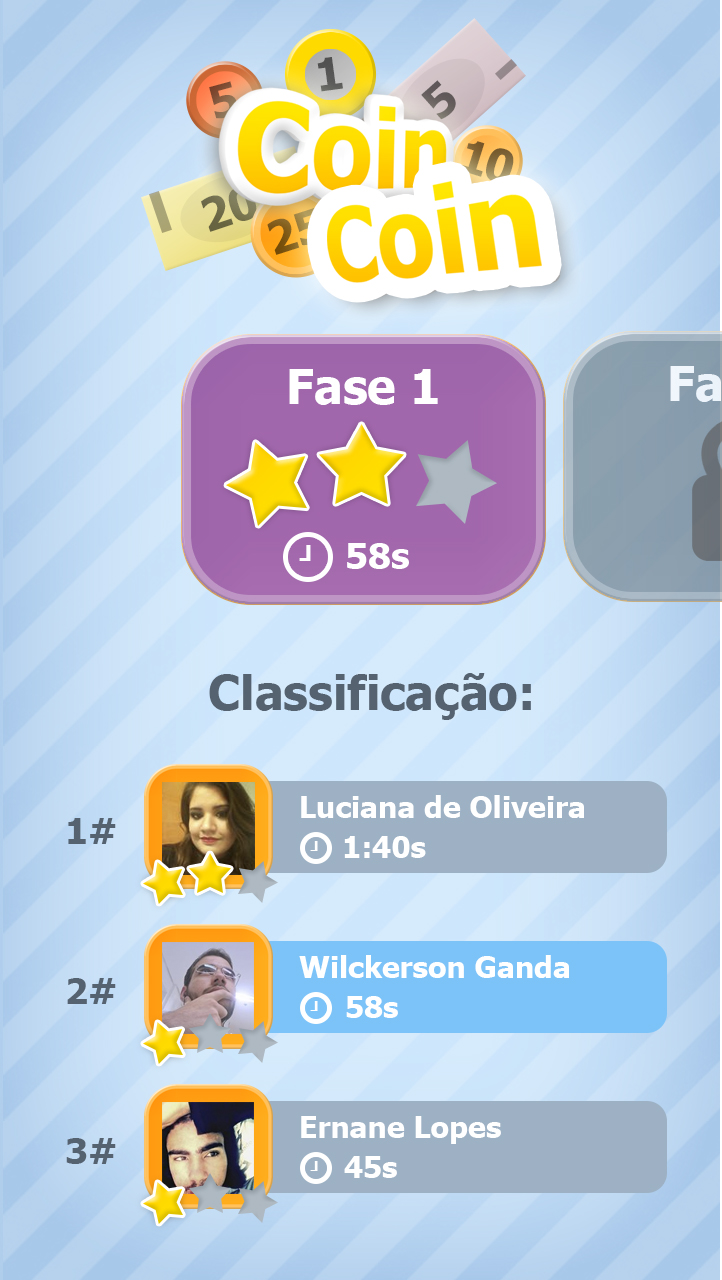 5
1
5
Coin
10
20
25
Coin
Fase 1
Fa
58s
Classificação:
1#
Luciana de Oliveira
1:40s
2#
Wilckerson Ganda
58s
3#
Ernane Lopes
45s